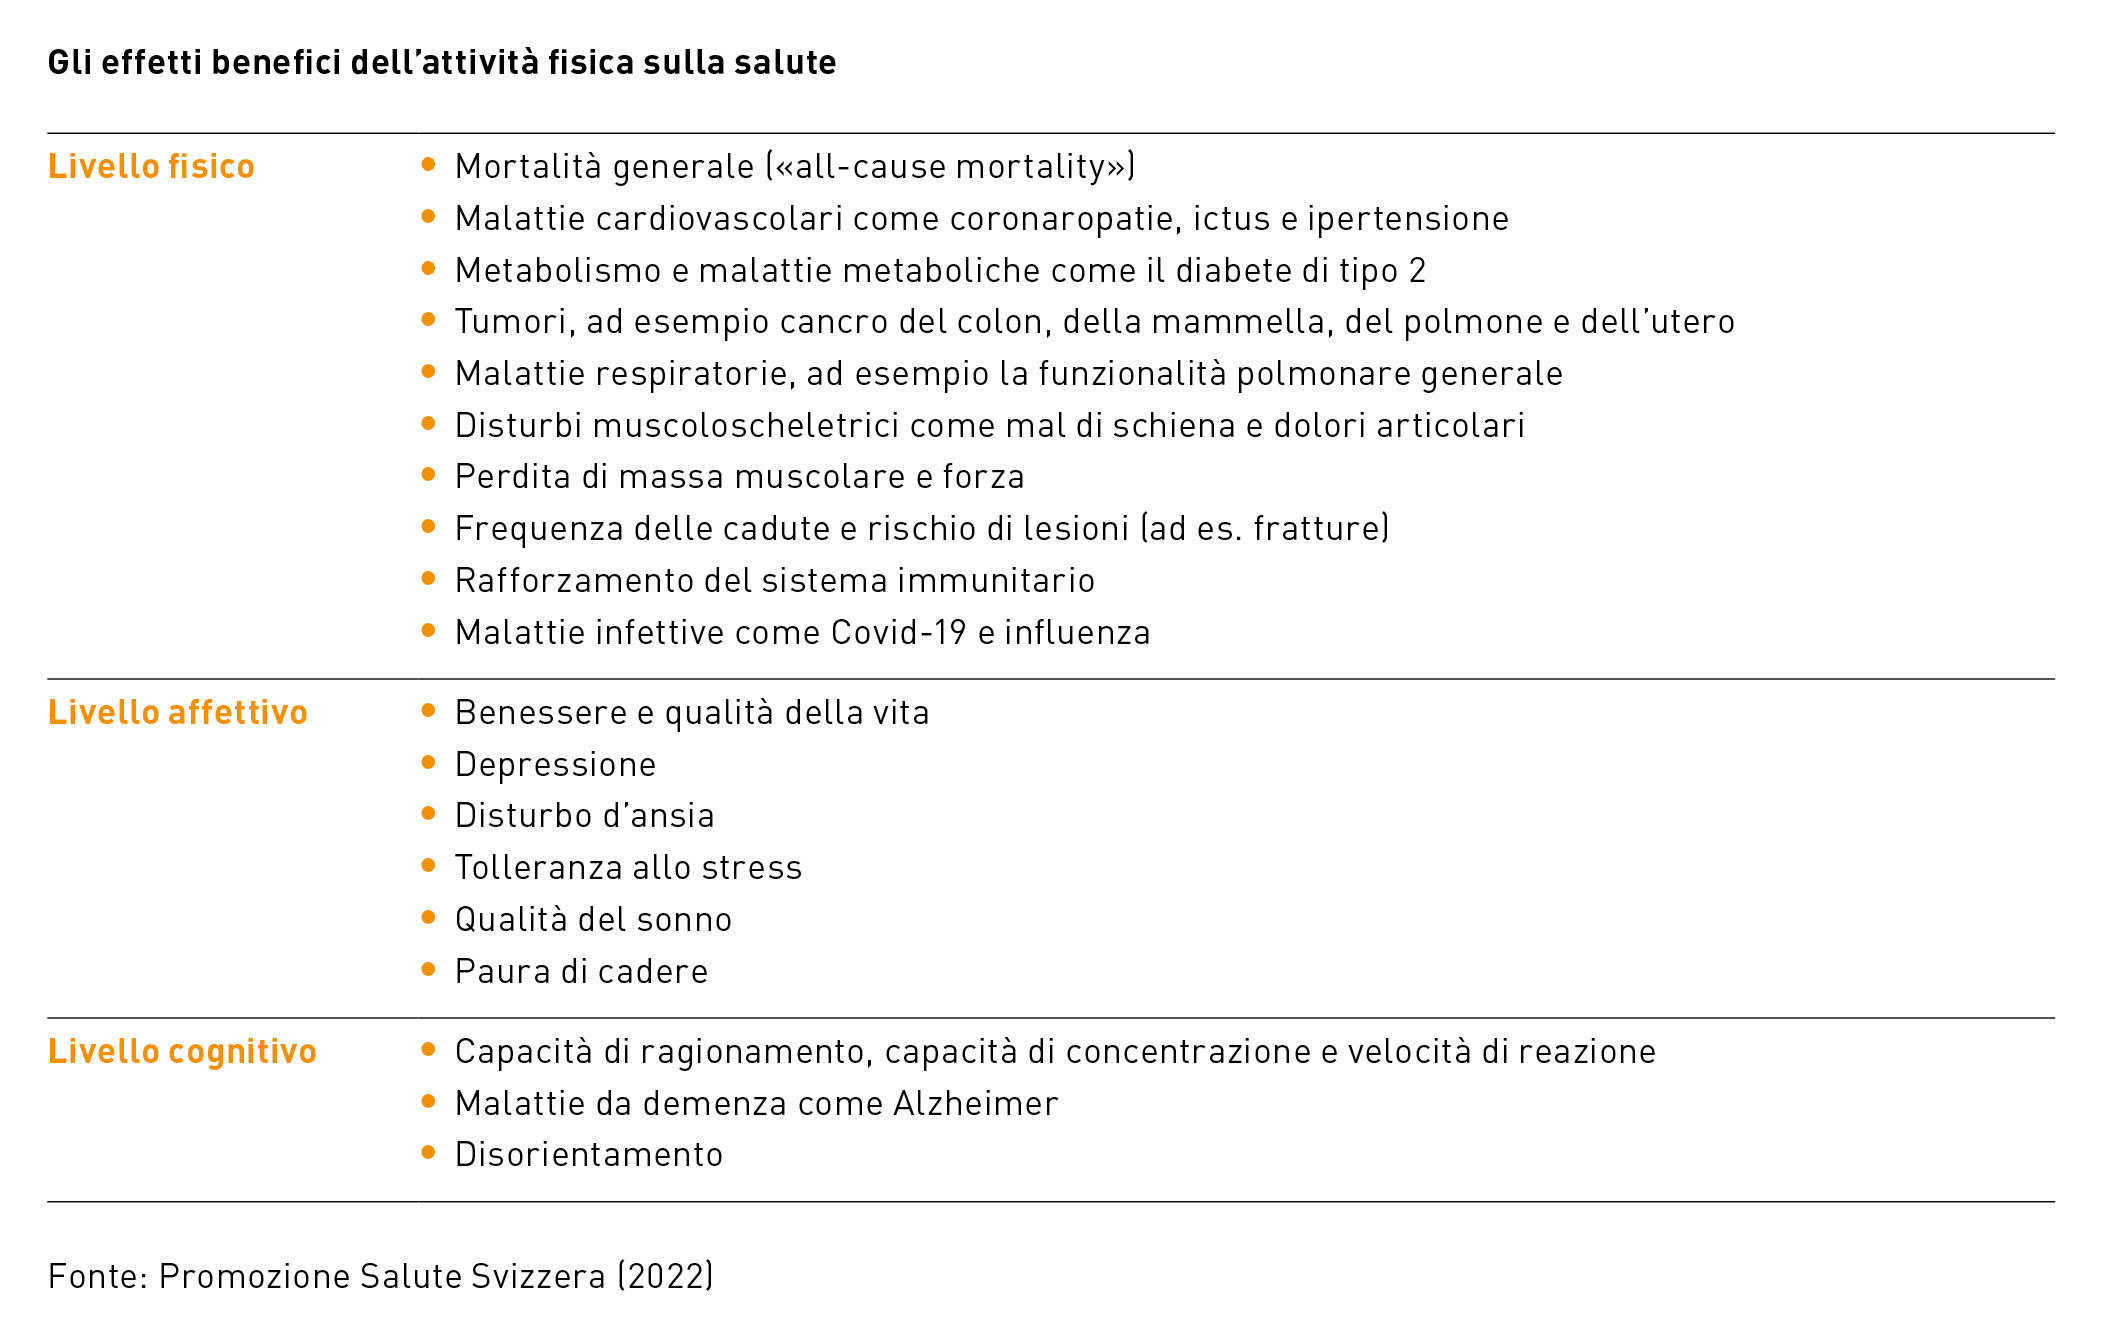 Gli effetti benefici dell’attività fisica sulla salute
Livello fisico
• Mortalità generale («all-cause mortality»)
• Malattie cardiovascolari come coronaropatie, ictus e ipertensione
• Metabolismo e malattie metaboliche come il diabete di tipo 2
• Tumori, ad esempio cancro del colon, della mammella, del polmone e dell’utero
• Malattie respiratorie, ad esempio la funzionalità polmonare generale
• Disturbi muscoloscheletrici come mal di schiena e dolori articolari
• Perdita di massa muscolare e forza
• Frequenza delle cadute e rischio di lesioni (ad es. fratture)
• Rafforzamento del sistema immunitario
• Malattie infettive come Covid-19 e influenza
Livello affettivo
• Benessere e qualità della vita
• Depressione
• Disturbo d’ansia
• Tolleranza allo stress
• Qualità del sonno
• Paura di cadere
Livello cognitivo
• Capacità di ragionamento, capacità di concentrazione e velocità di reazione
• Malattie da demenza come Alzheimer
• Disorientamento
Fonte: Promozione Salute Svizzera (2022)